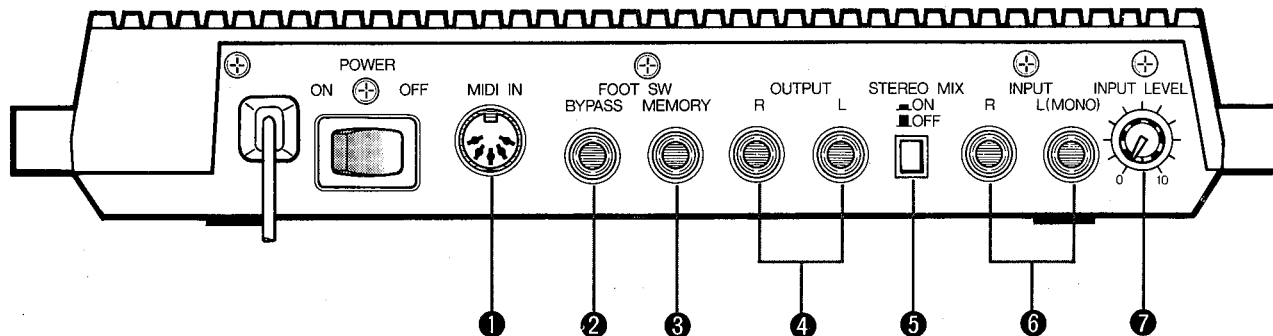 POWER
ON OFF
MIDI IN
FOOT SW
BYPASS MEMORY
OUTPUT
R L
STEREO MIX
ON
OFF
INPUT
R L(MONO)
INPUT LEVEL
0 10
1 2 3 4 5 6 7